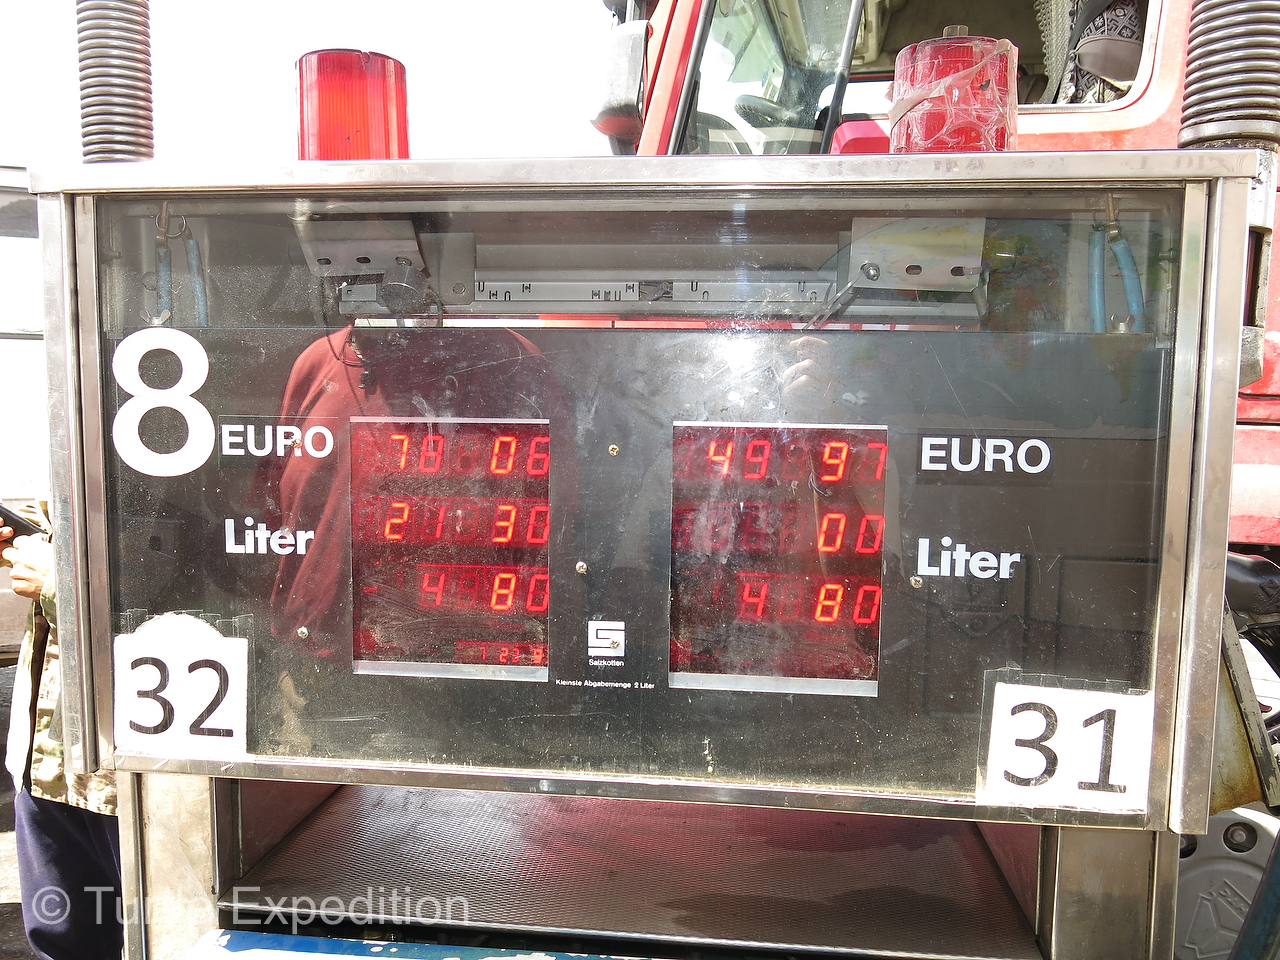 8
EURO
78 06
49 97
EURO
Liter
21 30
00
Liter
4 80
4 80
Salzkotten
Kleinste Abgabemenge 2 Liter
32
31
© Turtle Expedition